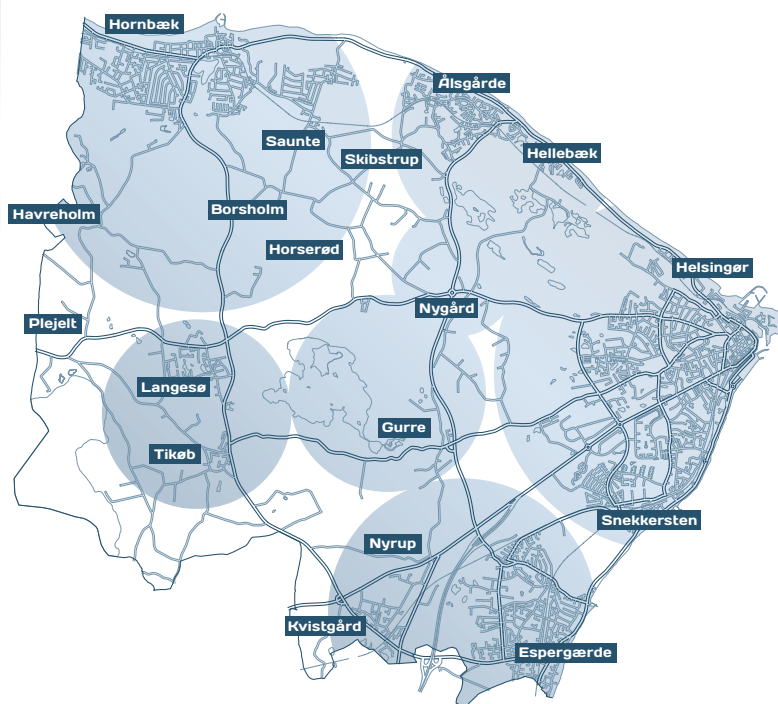 Hornbæk
Ålsgårde
Saunte
Skibstrup
Hellebæk
Havreholm
Borsholm
Horserød
Helsingør
Nygård
Plejelt
Langesø
Gurre
Tikøb
Snekkersten
Nyrup
Kvistgård
Espergærde